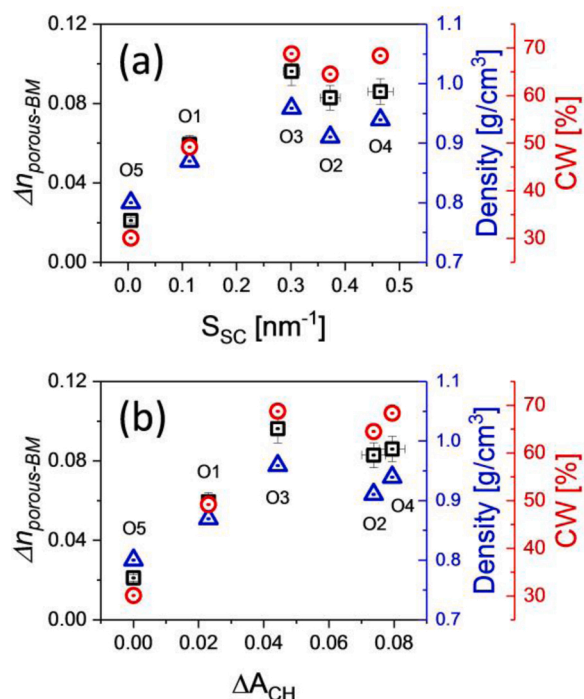 (a)
0.12
0.08
0.04
0.00
Δn_porous-BM
O5
O1
O3
O2
O4
0.0 0.1 0.2 0.3 0.4 0.5
S_SC [nm⁻¹]
1.1
1.0
0.9
0.8
0.7
Density [g/cm³]
70
60
50
40
30
CW [%]
(b)
0.12
0.08
0.04
0.00
Δn_porous-BM
O5
O1
O3
O2
O4
0.00 0.02 0.04 0.06 0.08
ΔA_CH
1.1
1.0
0.9
0.8
0.7
Density [g/cm³]
70
60
50
40
30
CW [%]